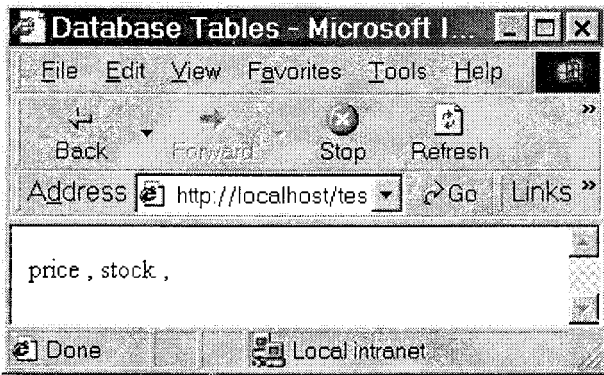 Database Tables - Microsoft I...
File Edit View Favorites Tools Help
Back Forward Stop Refresh »
Address http://localhost/tes Go Links »
price , stock ,
Done Local intranet